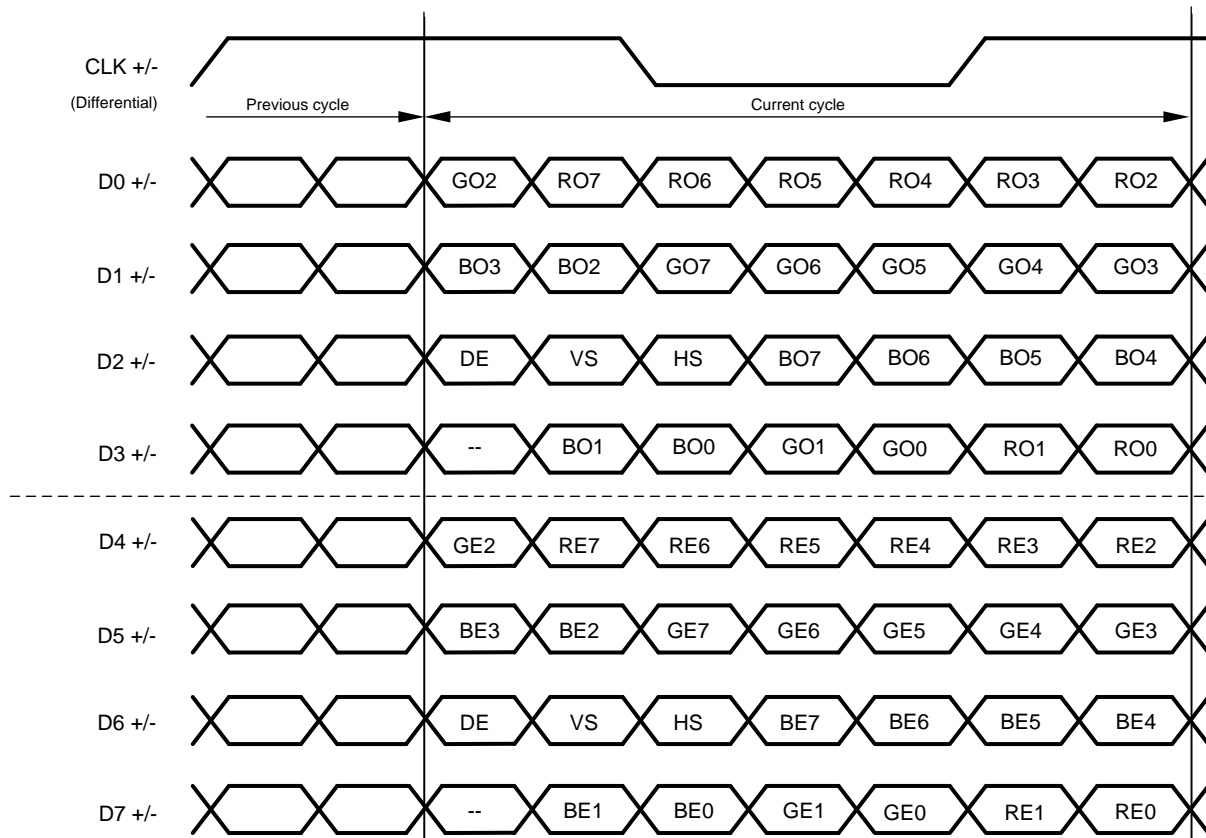 CLK +/-
(Differential)
Previous cycle
Current cycle
D0 +/- GO2 RO7 RO6 RO5 RO4 RO3 RO2
D1 +/- BO3 BO2 GO7 GO6 GO5 GO4 GO3
D2 +/- DE VS HS BO7 BO6 BO5 BO4
D3 +/- -- BO1 BO0 GO1 GO0 RO1 RO0
D4 +/- GE2 RE7 RE6 RE5 RE4 RE3 RE2
D5 +/- BE3 BE2 GE7 GE6 GE5 GE4 GE3
D6 +/- DE VS HS BE7 BE6 BE5 BE4
D7 +/- -- BE1 BE0 GE1 GE0 RE1 RE0